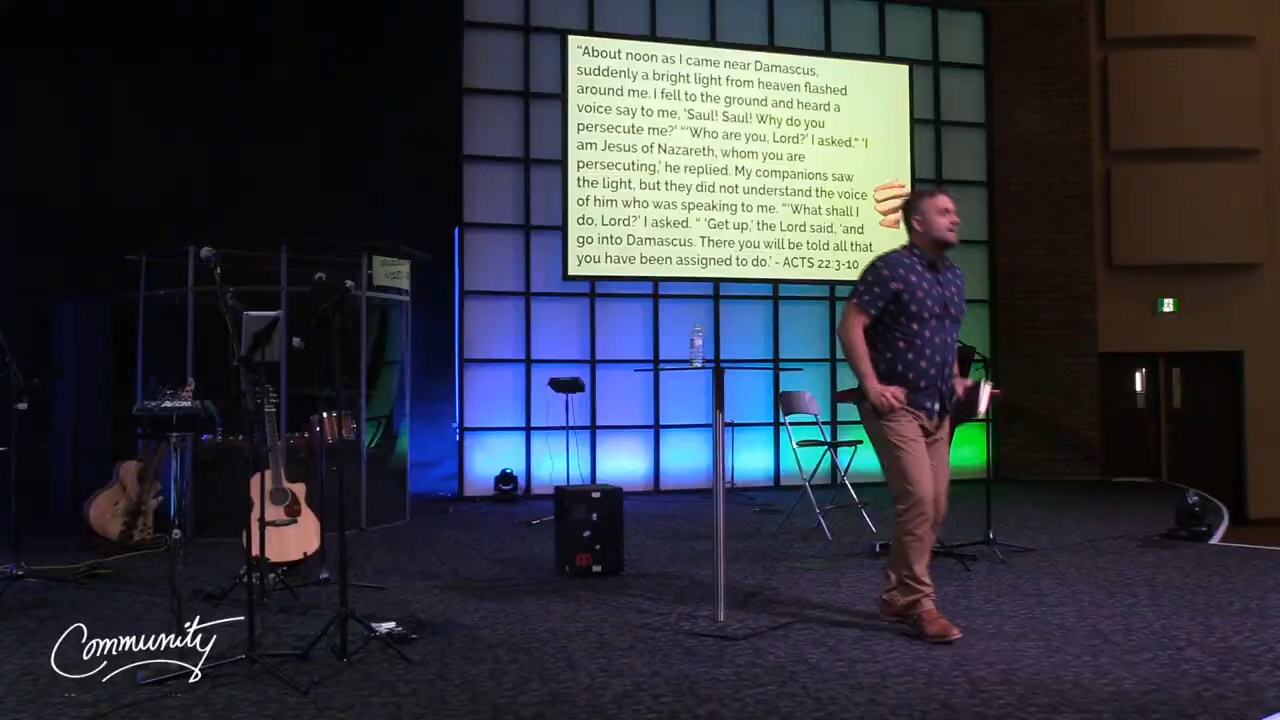 “About noon as I came near Damascus,
suddenly a bright light from heaven flashed
around me. I fell to the ground and heard a
voice say to me, ‘Saul! Saul! Why do you
persecute me?’ “‘Who are you, Lord?’ I asked.” ‘I
am Jesus of Nazareth, whom you are
persecuting,’ he replied. My companions saw
the light, but they did not understand the voice
of him who was speaking to me. “‘What shall I
do, Lord?’ I asked. “ ‘Get up,’ the Lord said, ‘and
go into Damascus. There you will be told all that
you have been assigned to do.’ - ACTS 22:3-10
Community